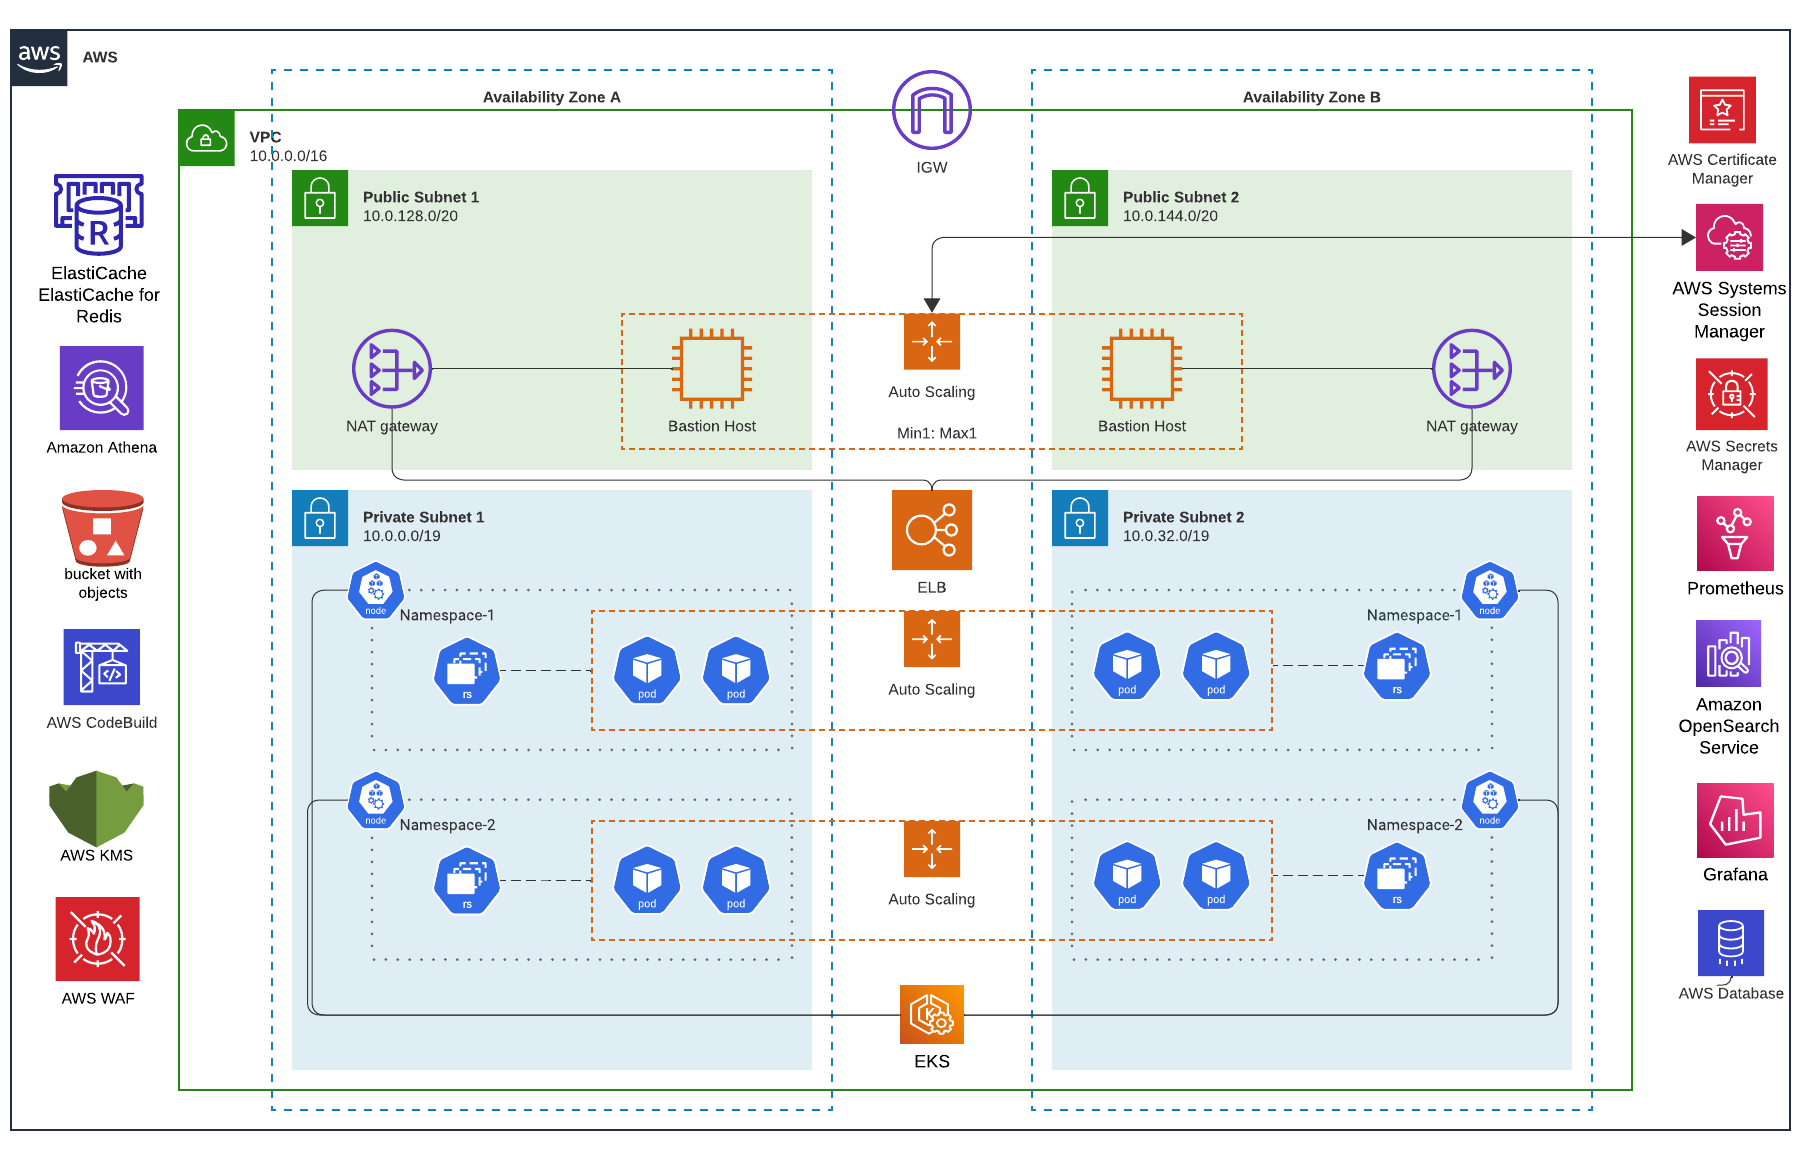 aws
AWS
Availability Zone A
Availability Zone B
VPC
10.0.0.0/16
IGW
Public Subnet 1
10.0.128.0/20
Public Subnet 2
10.0.144.0/20
NAT gateway
Bastion Host
Auto Scaling
Min1: Max1
Bastion Host
NAT gateway
Private Subnet 1
10.0.0.0/19
ELB
Private Subnet 2
10.0.32.0/19
node
Namespace-1
rs
pod
pod
Auto Scaling
pod
pod
Namespace-1
node
rs
node
Namespace-2
rs
pod
pod
Auto Scaling
pod
pod
Namespace-2
node
rs
K
EKS
R
ElastiCache
ElastiCache for
Redis
Amazon Athena
bucket with
objects
</>
AWS CodeBuild
AWS KMS
AWS WAF
AWS Certificate
Manager
AWS Systems
Session
Manager
AWS Secrets
Manager
Prometheus
Amazon
OpenSearch
Service
Grafana
AWS Database